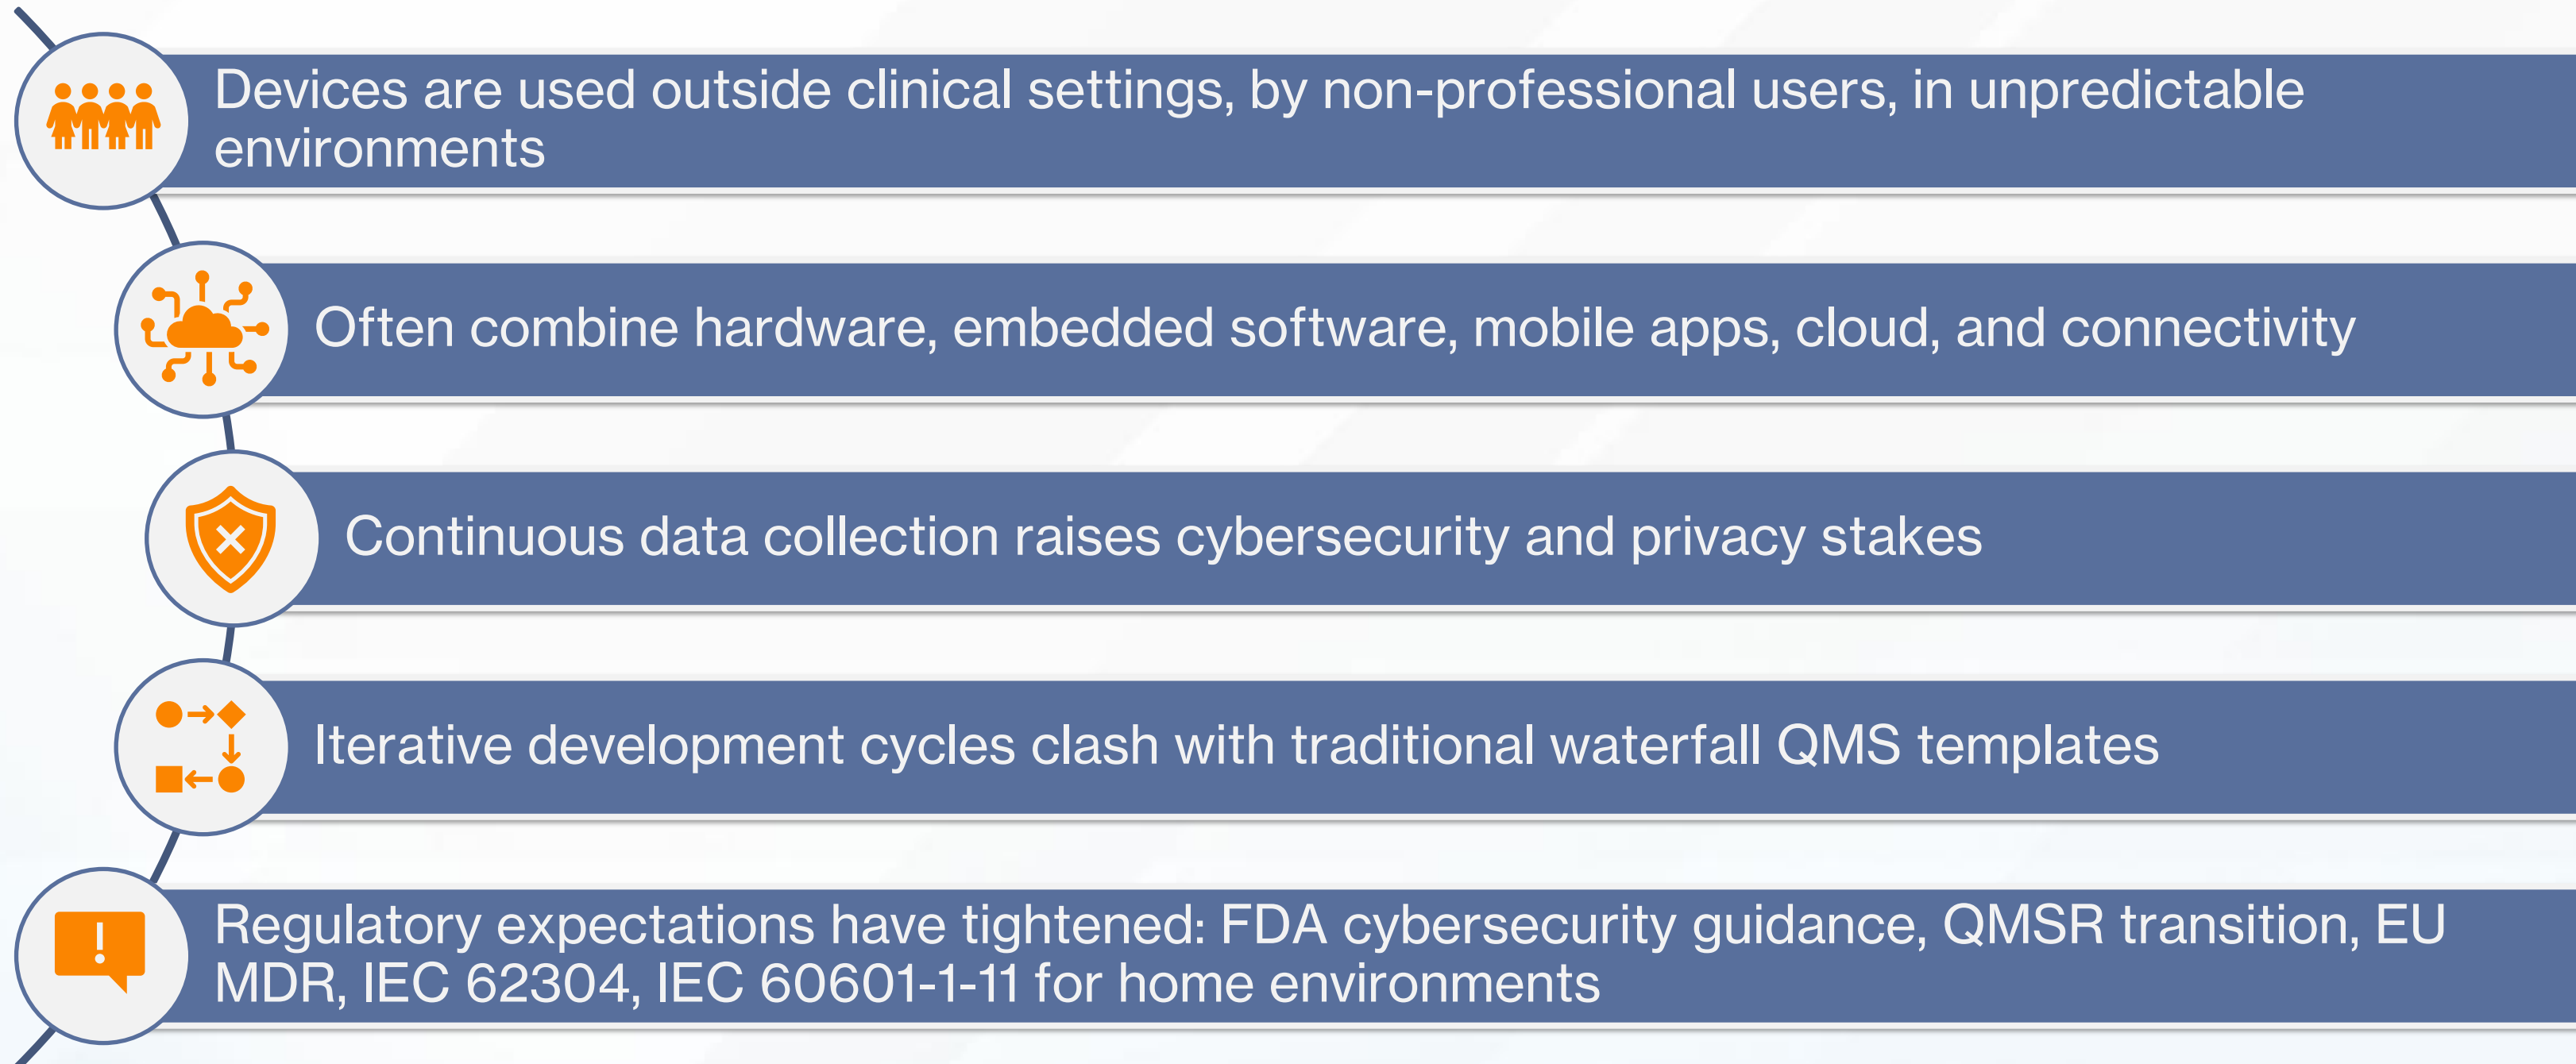 Devices are used outside clinical settings, by non-professional users, in unpredictable
environments
Often combine hardware, embedded software, mobile apps, cloud, and connectivity
Continuous data collection raises cybersecurity and privacy stakes
Iterative development cycles clash with traditional waterfall QMS templates
Regulatory expectations have tightened: FDA cybersecurity guidance, QMSR transition, EU
MDR, IEC 62304, IEC 60601-1-11 for home environments